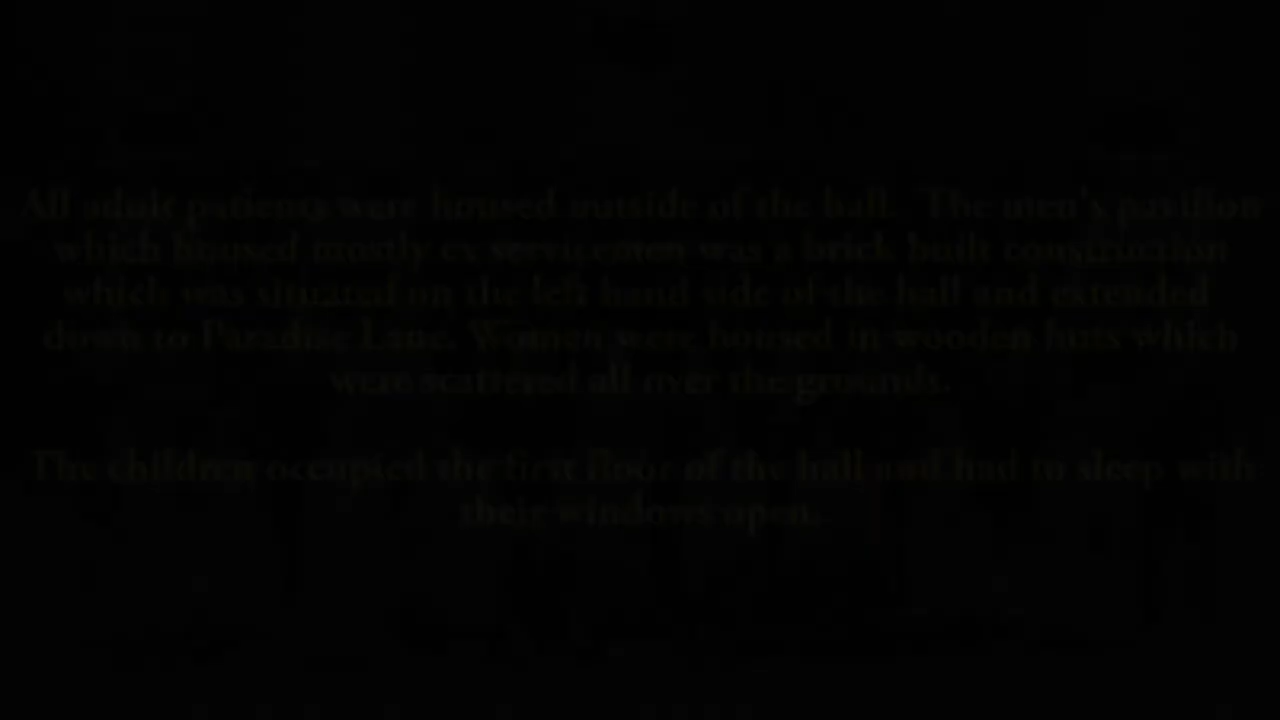 All adult patients were housed outside of the hall. The men's pavilion
which housed mostly ex servicemen was a brick built construction
which was situated on the left hand side of the hall and extended
down to Paradise Lane. Women were housed in wooden huts which
were scattered all over the grounds.
The children occupied the first floor of the hall and had to sleep with
their windows open.